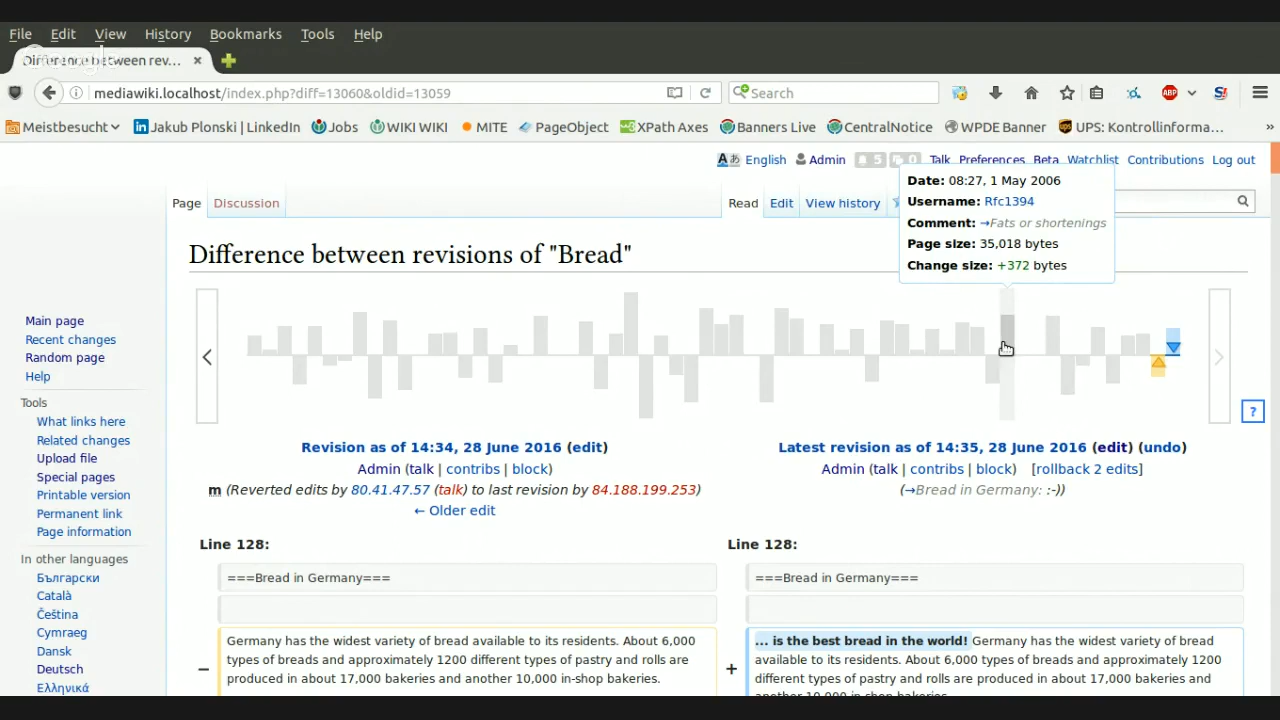 File Edit View History Bookmarks Tools Help
Difference between rev...
mediawiki.localhost/index.php?diff=13060&oldid=13059
Search
Meistbesucht Jakub Plonski | LinkedIn Jobs WIKI WIKI MITE PageObject XPath Axes Banners Live CentralNotice WPDE Banner UPS: Kontrollinforma... »
English Admin 5 0 Talk Preferences Beta Watchlist Contributions Log out
Page Discussion Read Edit View history
Date: 08:27, 1 May 2006
Username: Rfc1394
Comment: →Fats or shortenings
Page size: 35,018 bytes
Change size: +372 bytes
Difference between revisions of "Bread"
Main page
Recent changes
Random page
Help
Tools
What links here
Related changes
Upload file
Special pages
Printable version
Permanent link
Page information
In other languages
Български
Català
Čeština
Cymraeg
Dansk
Deutsch
Ελληνικά
?
Revision as of 14:34, 28 June 2016 (edit)
Admin (talk | contribs | block)
m (Reverted edits by 80.41.47.57 (talk) to last revision by 84.188.199.253)
← Older edit
Latest revision as of 14:35, 28 June 2016 (edit) (undo)
Admin (talk | contribs | block) [rollback 2 edits]
(→Bread in Germany: :-))
Line 128:
===Bread in Germany===
− Germany has the widest variety of bread available to its residents. About 6,000
types of breads and approximately 1200 different types of pastry and rolls are
produced in about 17,000 bakeries and another 10,000 in-shop bakeries.
Line 128:
===Bread in Germany===
+ ... is the best bread in the world! Germany has the widest variety of bread
available to its residents. About 6,000 types of breads and approximately 1200
different types of pastry and rolls are produced in about 17,000 bakeries and
another 10,000 in-shop bakeries.